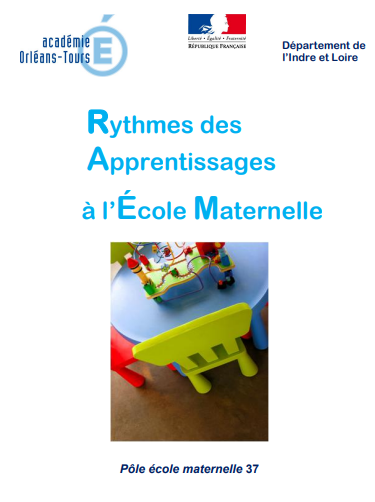 académie
Orléans-Tours
É
Liberté • Égalité • Fraternité
RÉPUBLIQUE FRANÇAISE
Département de
l'Indre et Loire
Rythmes des
Apprentissages
à l'École Maternelle
Pôle école maternelle 37